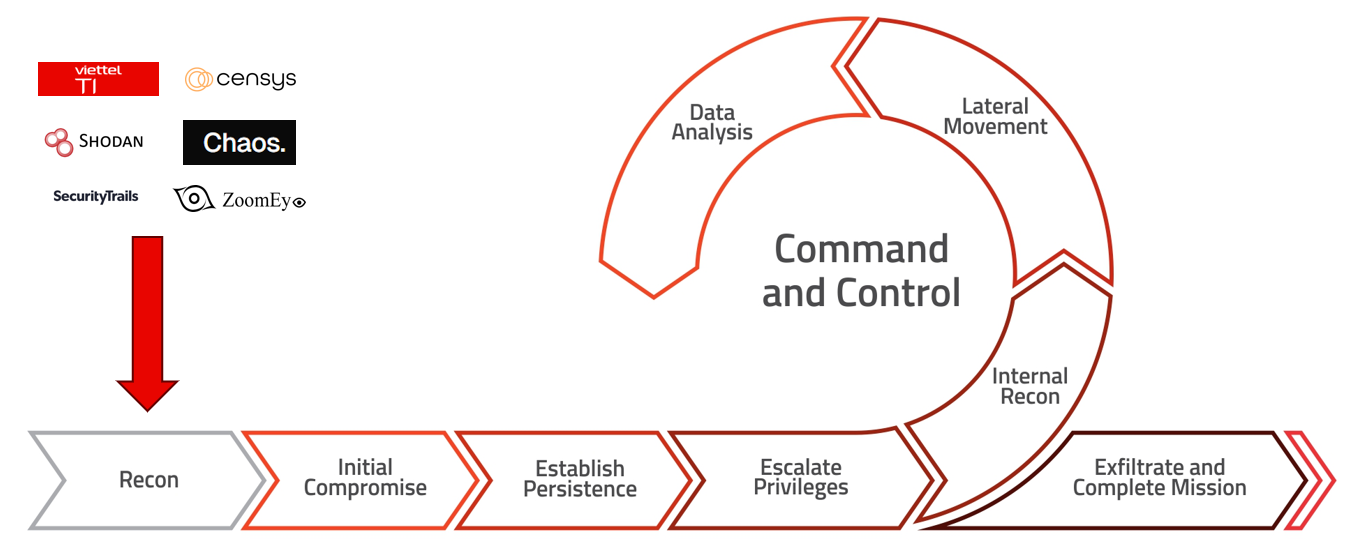 viettel
TI
censys
SHODAN
Chaos.
SecurityTrails
ZoomEy
Data
Analysis
Lateral
Movement
Command
and Control
Internal
Recon
Recon
Initial
Compromise
Establish
Persistence
Escalate
Privileges
Exfiltrate and
Complete Mission